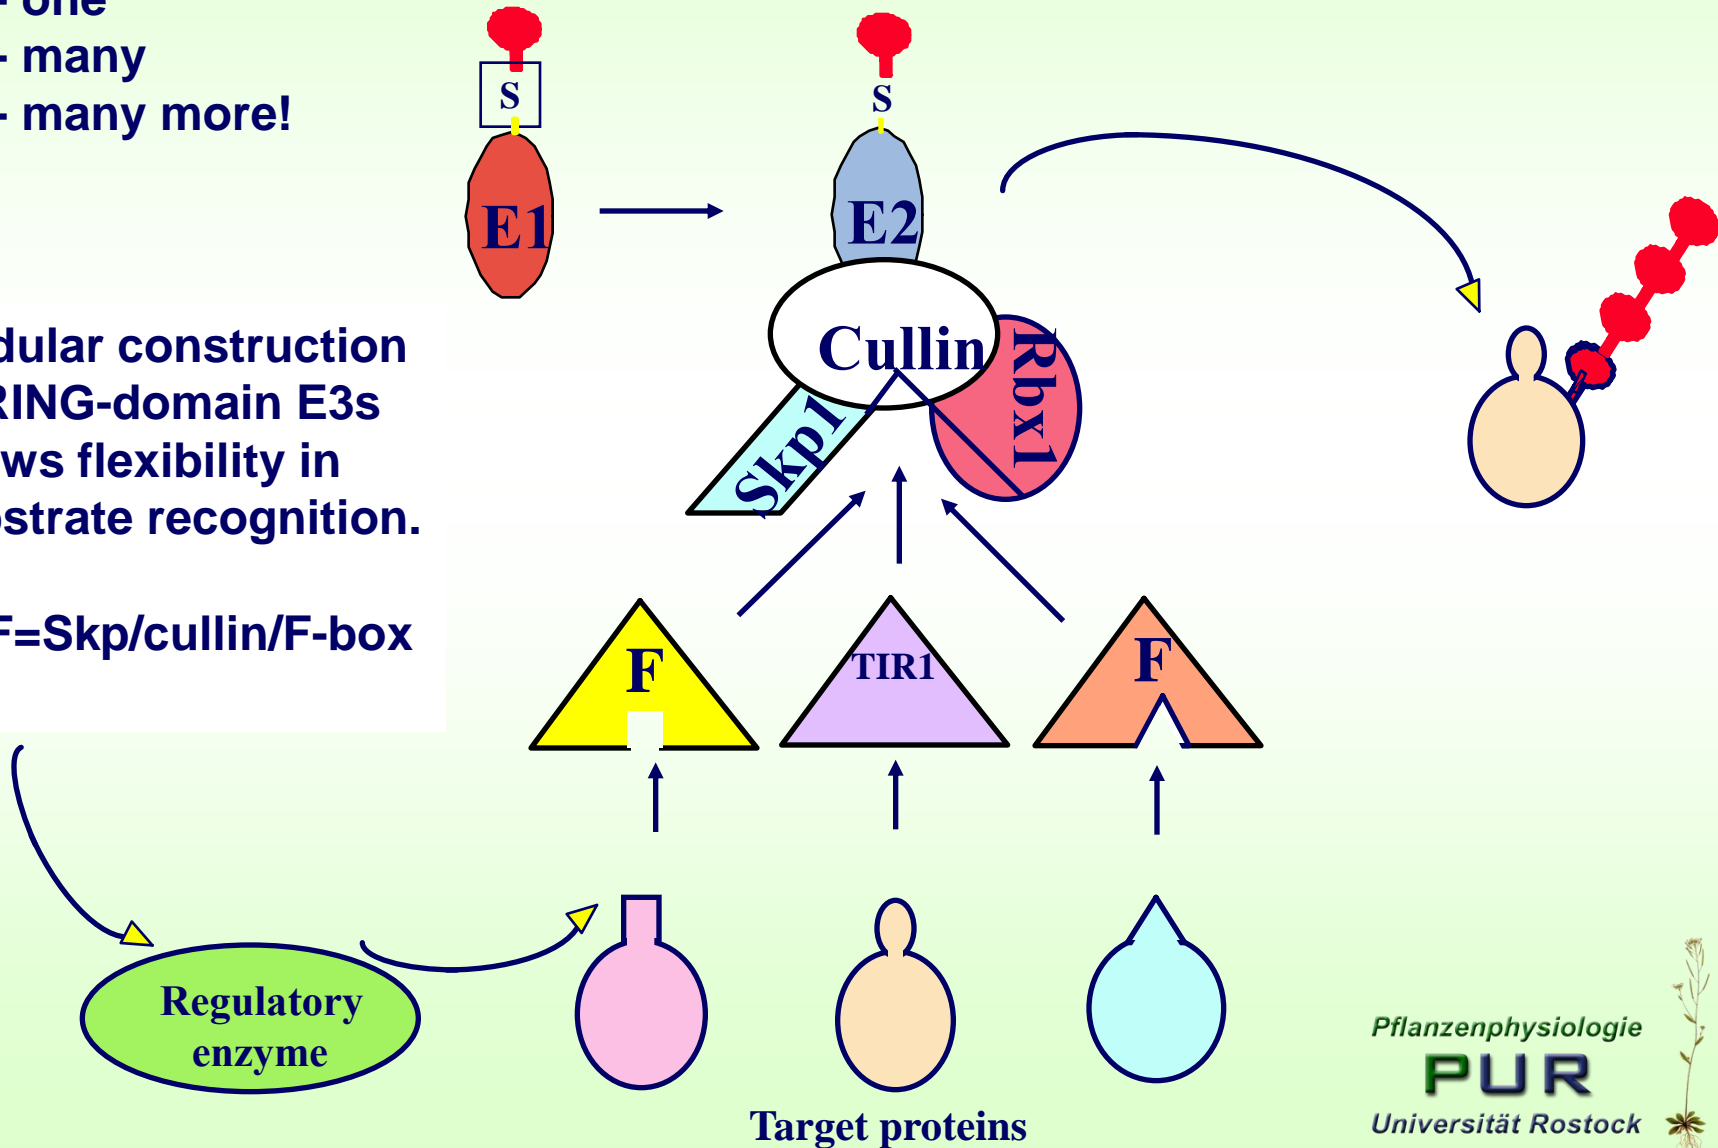 - one
- many
- many more!
S
S
E1
E2
Cullin
Rbx1
Skp1
dular construction
RING-domain E3s
ws flexibility in
strate recognition.
F=Skp/cullin/F-box
F
TIR1
F
Regulatory
enzyme
Target proteins
Pflanzenphysiologie
PUR
Universität Rostock